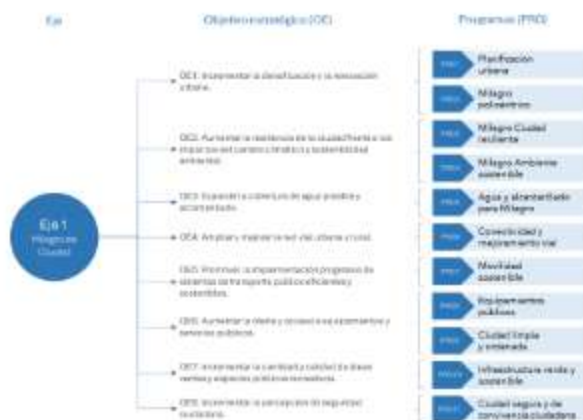 Eje
Objetivo estratégico (OE)
Programas (PRO)
Eje 1
Milagro de
Ciudad
OE1: Incrementar la densificación y la renovación
urbana.
OE2: Aumentar la resiliencia de la ciudad frente a los
impactos del cambio climático y sostenibilidad
ambiental.
OE3: Expandir la cobertura de agua potable y
alcantarillado.
OE4: Ampliar y mejorar la red vial urbana y rural.
OE5: Promover la implementación progresiva de
sistemas de transporte público eficientes y
sostenibles.
OE6: Aumentar la oferta y acceso a equipamientos y
servicios públicos.
OE7: Incrementar la cantidad y calidad de áreas
verdes y espacios públicos recreativos.
OE8: Incrementar la percepción de seguridad
ciudadana.
Planificación
urbana
Milagro
policéntrico
Milagro Ciudad
resiliente
Milagro Ambiente
sostenible
Agua y alcantarillado
para Milagro
Conectividad y
mejoramiento vial
Movilidad
sostenible
Equipamientos
públicos
Ciudad limpia
y ordenada
Infraestructura verde y
sostenible
Ciudad segura y de
convivencia ciudadana